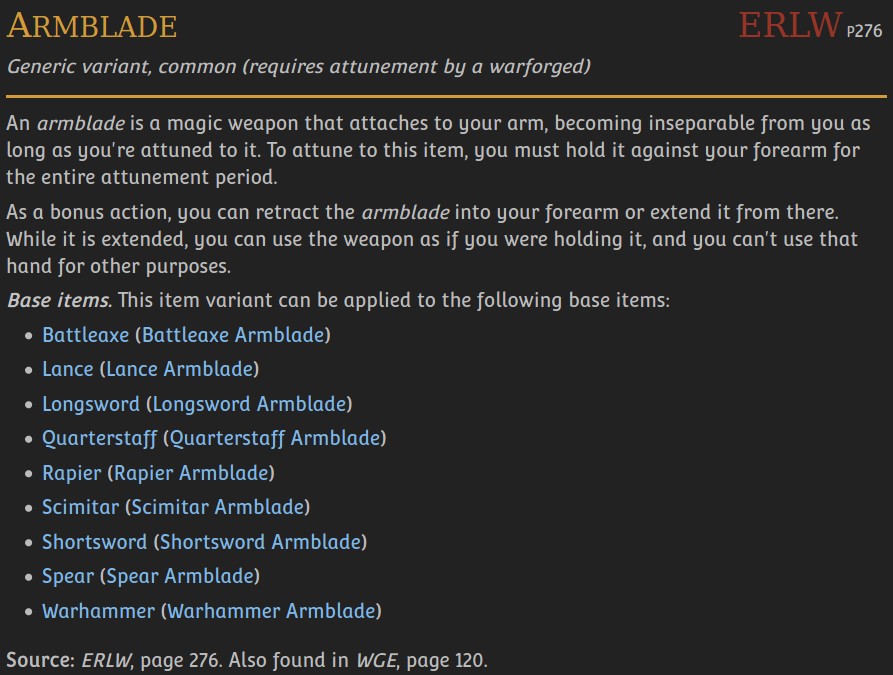 ARMBLADE ERLW P276
Generic variant, common (requires attunement by a warforged)
An armblade is a magic weapon that attaches to your arm, becoming inseparable from you as
long as you're attuned to it. To attune to this item, you must hold it against your forearm for
the entire attunement period.
As a bonus action, you can retract the armblade into your forearm or extend it from there.
While it is extended, you can use the weapon as if you were holding it, and you can't use that
hand for other purposes.
Base items. This item variant can be applied to the following base items:
• Battleaxe (Battleaxe Armblade)
• Lance (Lance Armblade)
• Longsword (Longsword Armblade)
• Quarterstaff (Quarterstaff Armblade)
• Rapier (Rapier Armblade)
• Scimitar (Scimitar Armblade)
• Shortsword (Shortsword Armblade)
• Spear (Spear Armblade)
• Warhammer (Warhammer Armblade)
Source: ERLW, page 276. Also found in WGE, page 120.